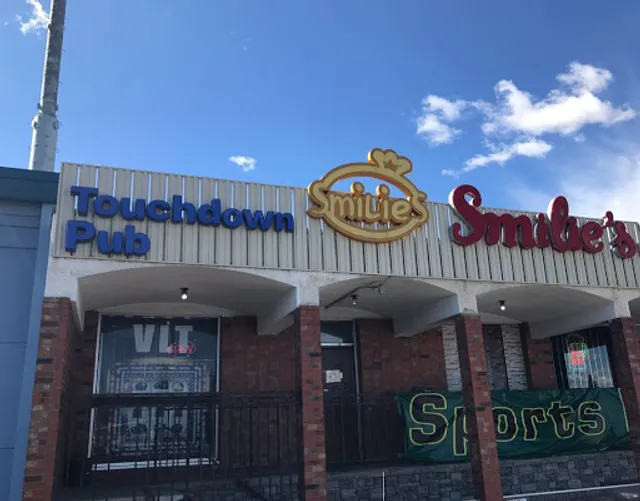 Touchdown
Pub
Smilie's
Smilie's
VLT
Sports